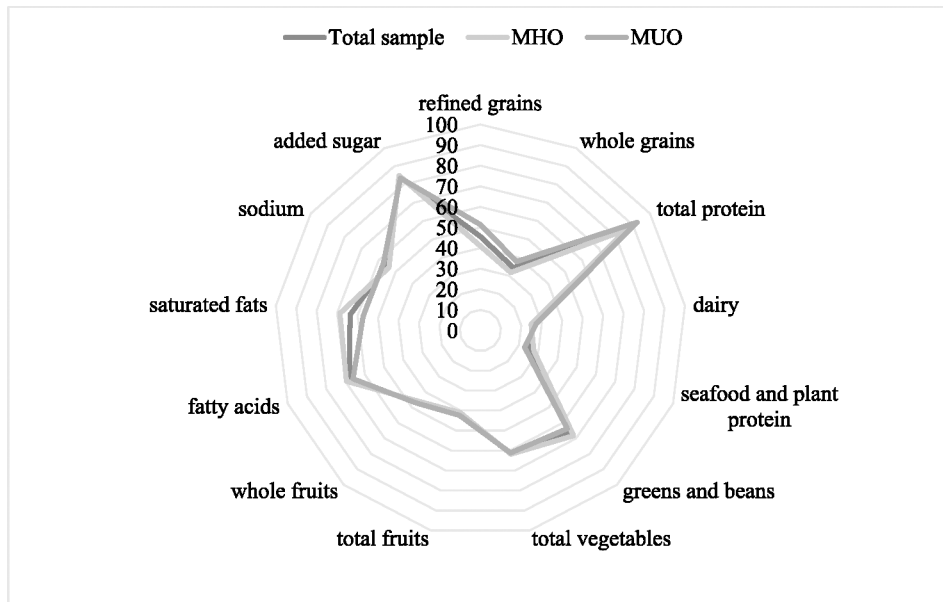 Total sample MHO MUO
refined grains
100
90
80
70
60
50
40
30
20
10
0
added sugar
whole grains
sodium
total protein
saturated fats
dairy
fatty acids
seafood and plant
protein
whole fruits
greens and beans
total fruits
total vegetables